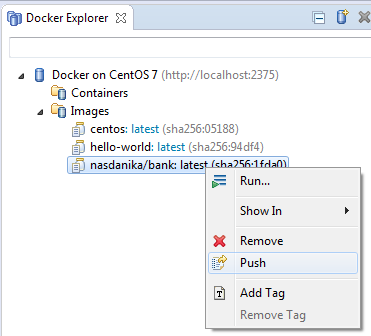 Docker Explorer
Docker on CentOS 7 (http://localhost:2375)
Containers
Images
centos: latest (sha256:05188)
hello-world: latest (sha256:94df4)
nasdanika/bank: latest (sha256:1fda0)
Run...
Show In
Remove
Push
Add Tag
Remove Tag